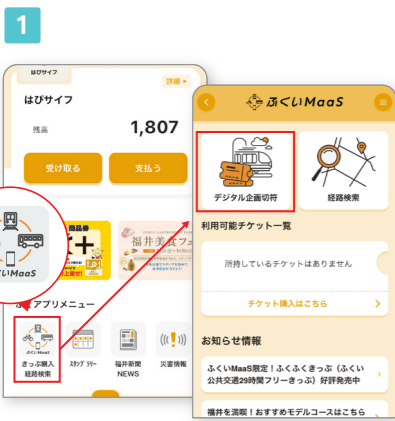 1
はぴサイフ
詳細
はぴサイフ
残高
1,807
受け取る
支払う
商品券
福井美食フェ
アプリメニュー
ふくいMaaS
きっぷ購入
経路検索
スタンプラリー
福井新聞
NEWS
災害情報
ふくいMaaS
デジタル企画切符
経路検索
利用可能チケット一覧
所持しているチケットはありません
チケット購入はこちら
お知らせ情報
ふくいMaaS限定！ふくふくきっぷ（ふくい
公共交通29時間フリーきっぷ）好評発売中
福井を満喫！おすすめモデルコースはこちら